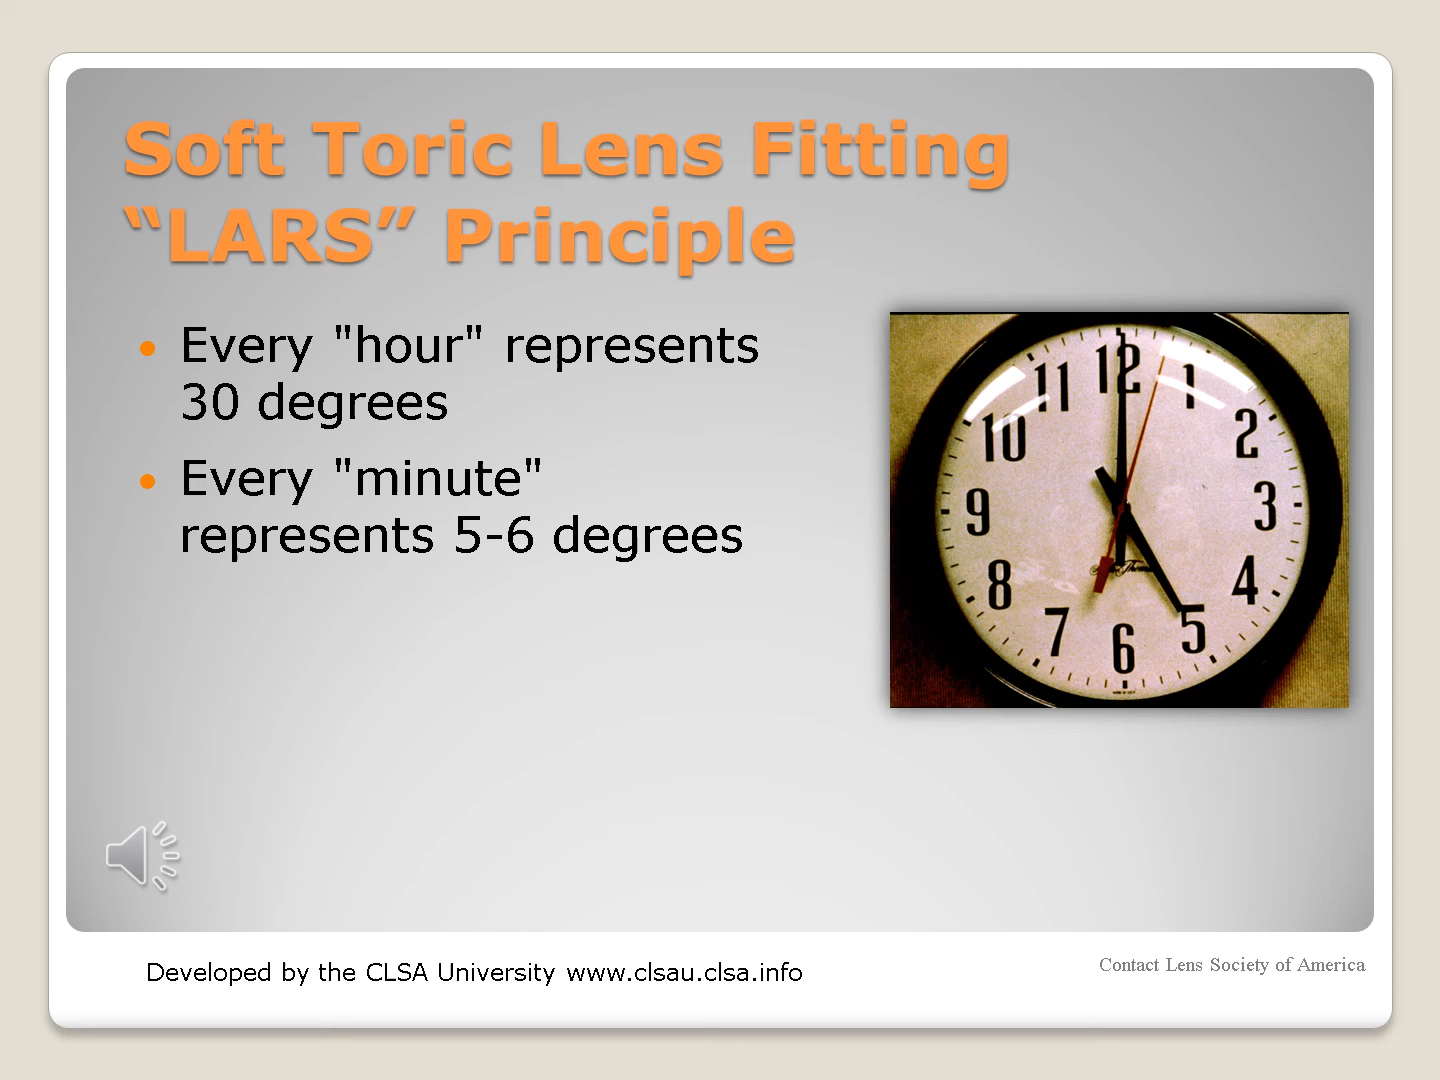 Soft Toric Lens Fitting
“LARS” Principle
Every "hour" represents
30 degrees
Every "minute"
represents 5-6 degrees
12
1
2
3
4
5
6
7
8
9
10
11
Developed by the CLSA University www.clsau.clsa.info
Contact Lens Society of America